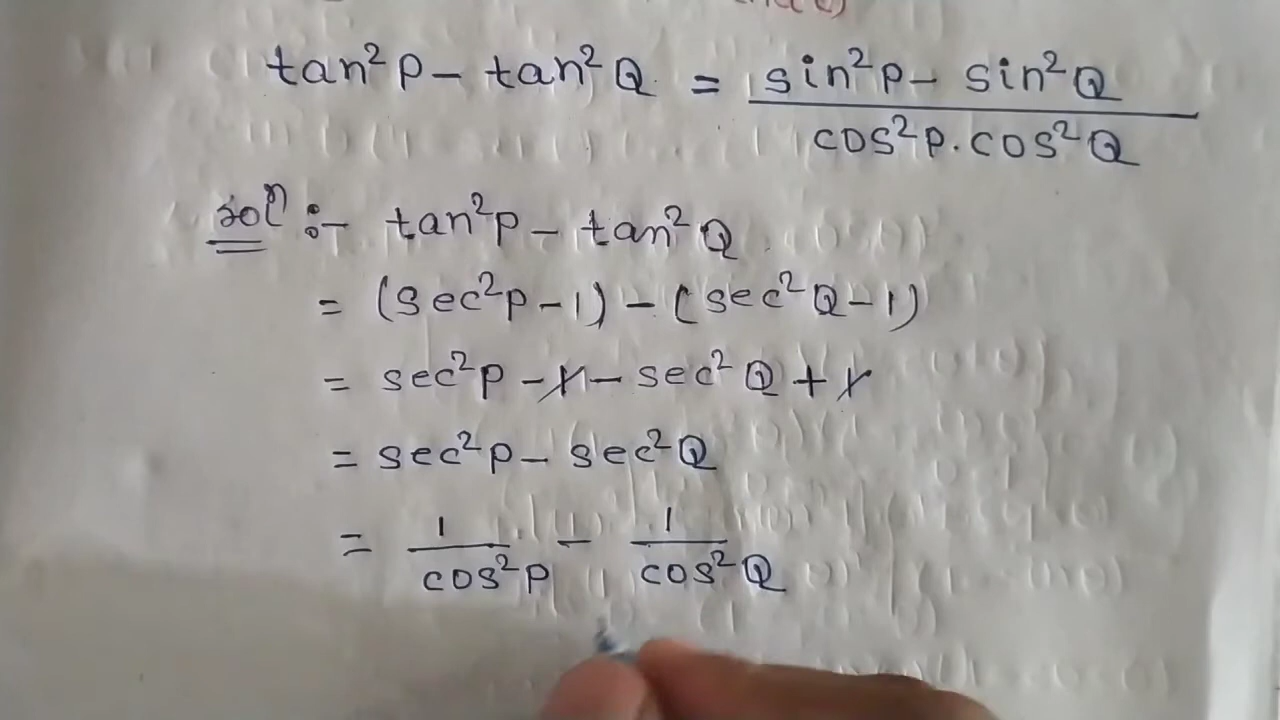 tan²P - tan²Q = sin²P - sin²Q / cos²P . cos²Q
solⁿ :- tan²P - tan²Q
= (sec²P - 1) - (sec²Q - 1)
= sec²P - 1 - sec²Q + 1
= sec²P - sec²Q
= 1/cos²P - 1/cos²Q